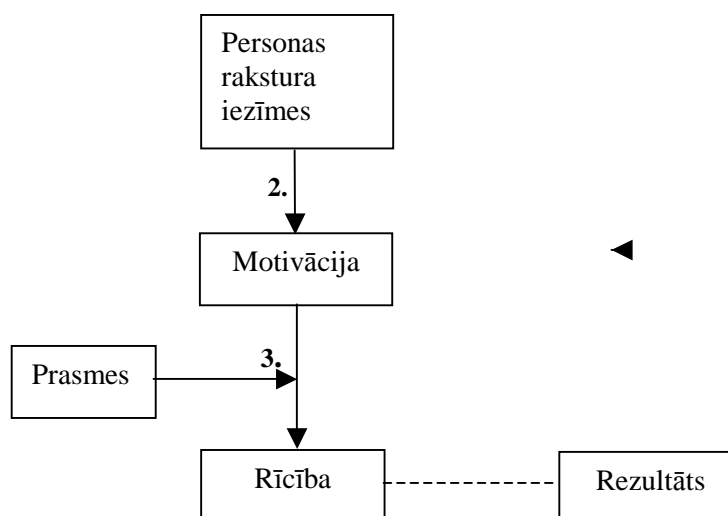 Personas
rakstura
iezīmes
2.
Motivācija
3.
Prasmes
Rīcība
Rezultāts